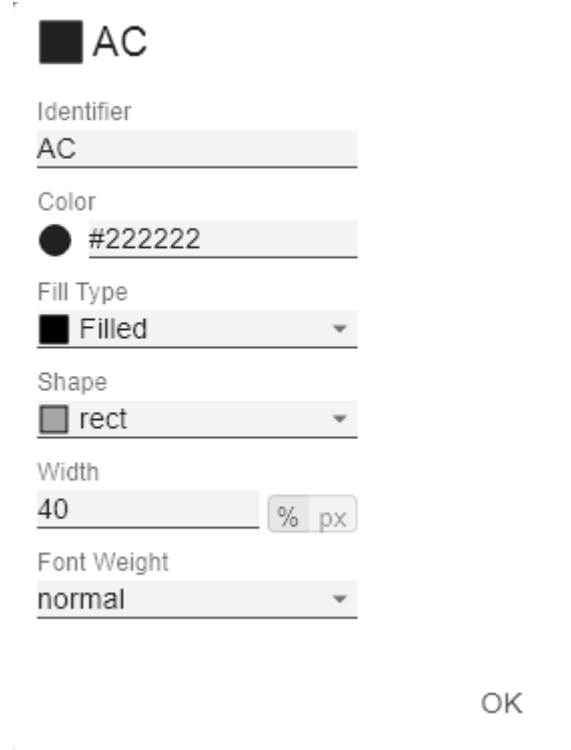 AC
Identifier
AC
Color
#222222
Fill Type
Filled
Shape
rect
Width
40 % px
Font Weight
normal
OK